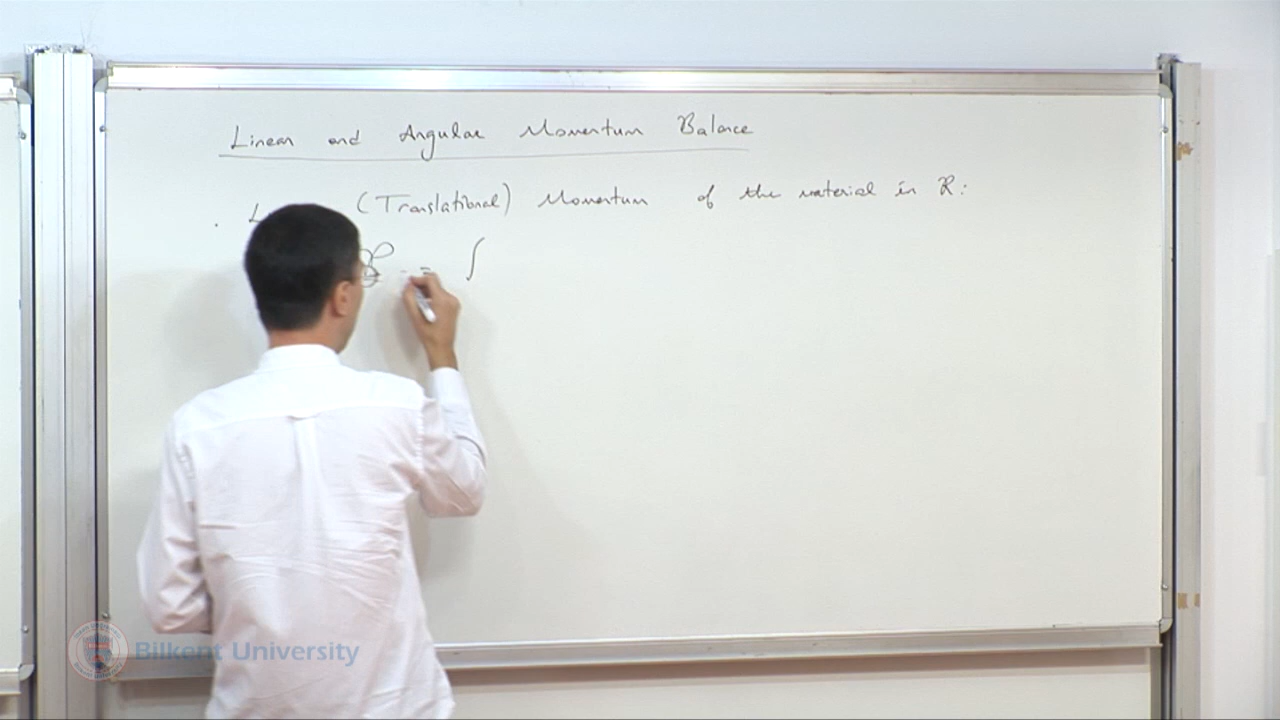 Linear and Angular Momentum Balance
(Translational) Momentum of the material in R:
= ∫
Bilkent University